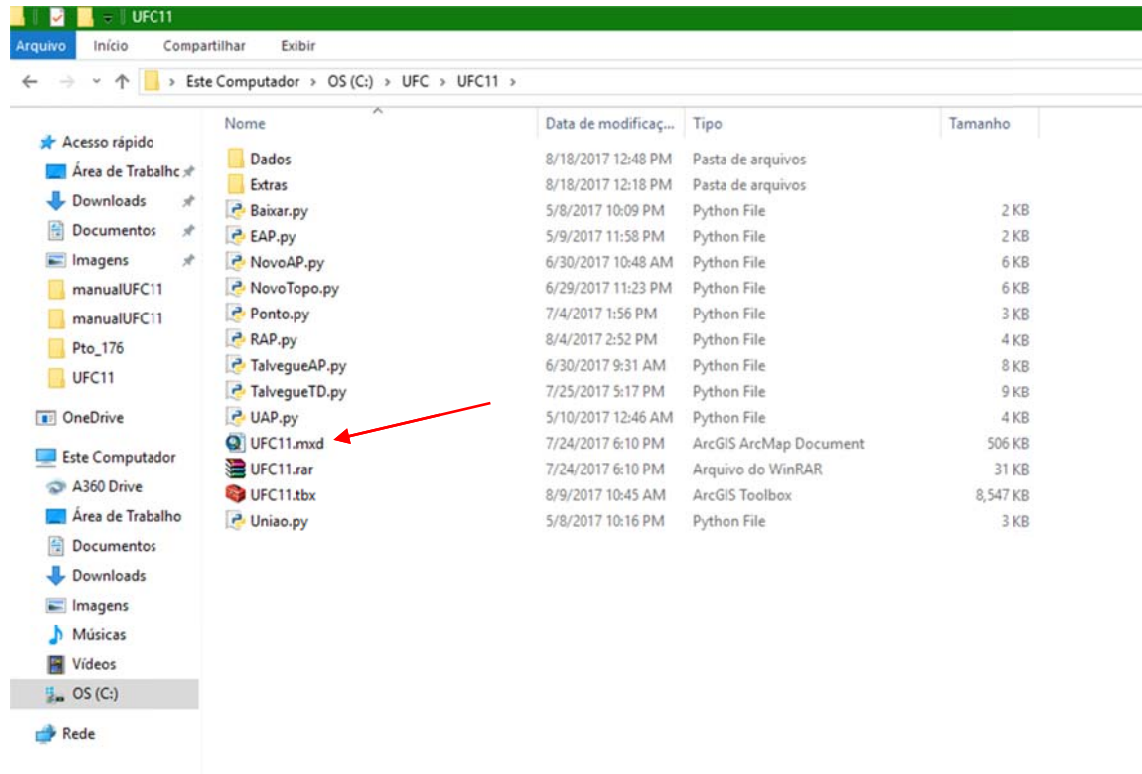 UFC11
Arquivo Início Compartilhar Exibir
Este Computador > OS (C:) > UFC > UFC11 >
Nome Data de modificaç... Tipo Tamanho
Acesso rápido
Área de Trabalho
Downloads
Documentos
Imagens
manualUFC11
manualUFC11
Pto_176
UFC11
OneDrive
Este Computador
A360 Drive
Área de Trabalho
Documentos
Downloads
Imagens
Músicas
Vídeos
OS (C:)
Rede
Dados 8/18/2017 12:48 PM Pasta de arquivos
Extras 8/18/2017 12:18 PM Pasta de arquivos
Baixar.py 5/8/2017 10:09 PM Python File 2 KB
EAP.py 5/9/2017 11:58 PM Python File 2 KB
NovoAP.py 6/30/2017 10:48 AM Python File 6 KB
NovoTopo.py 6/29/2017 11:23 PM Python File 6 KB
Ponto.py 7/4/2017 1:56 PM Python File 3 KB
RAP.py 8/4/2017 2:52 PM Python File 4 KB
TalvegueAP.py 6/30/2017 9:31 AM Python File 8 KB
TalvegueTD.py 7/25/2017 5:17 PM Python File 9 KB
UAP.py 5/10/2017 12:46 AM Python File 4 KB
UFC11.mxd 7/24/2017 6:10 PM ArcGIS ArcMap Document 506 KB
UFC11.rar 7/24/2017 6:10 PM Arquivo do WinRAR 31 KB
UFC11.tbx 8/9/2017 10:45 AM ArcGIS Toolbox 8,547 KB
Uniao.py 5/8/2017 10:16 PM Python File 3 KB